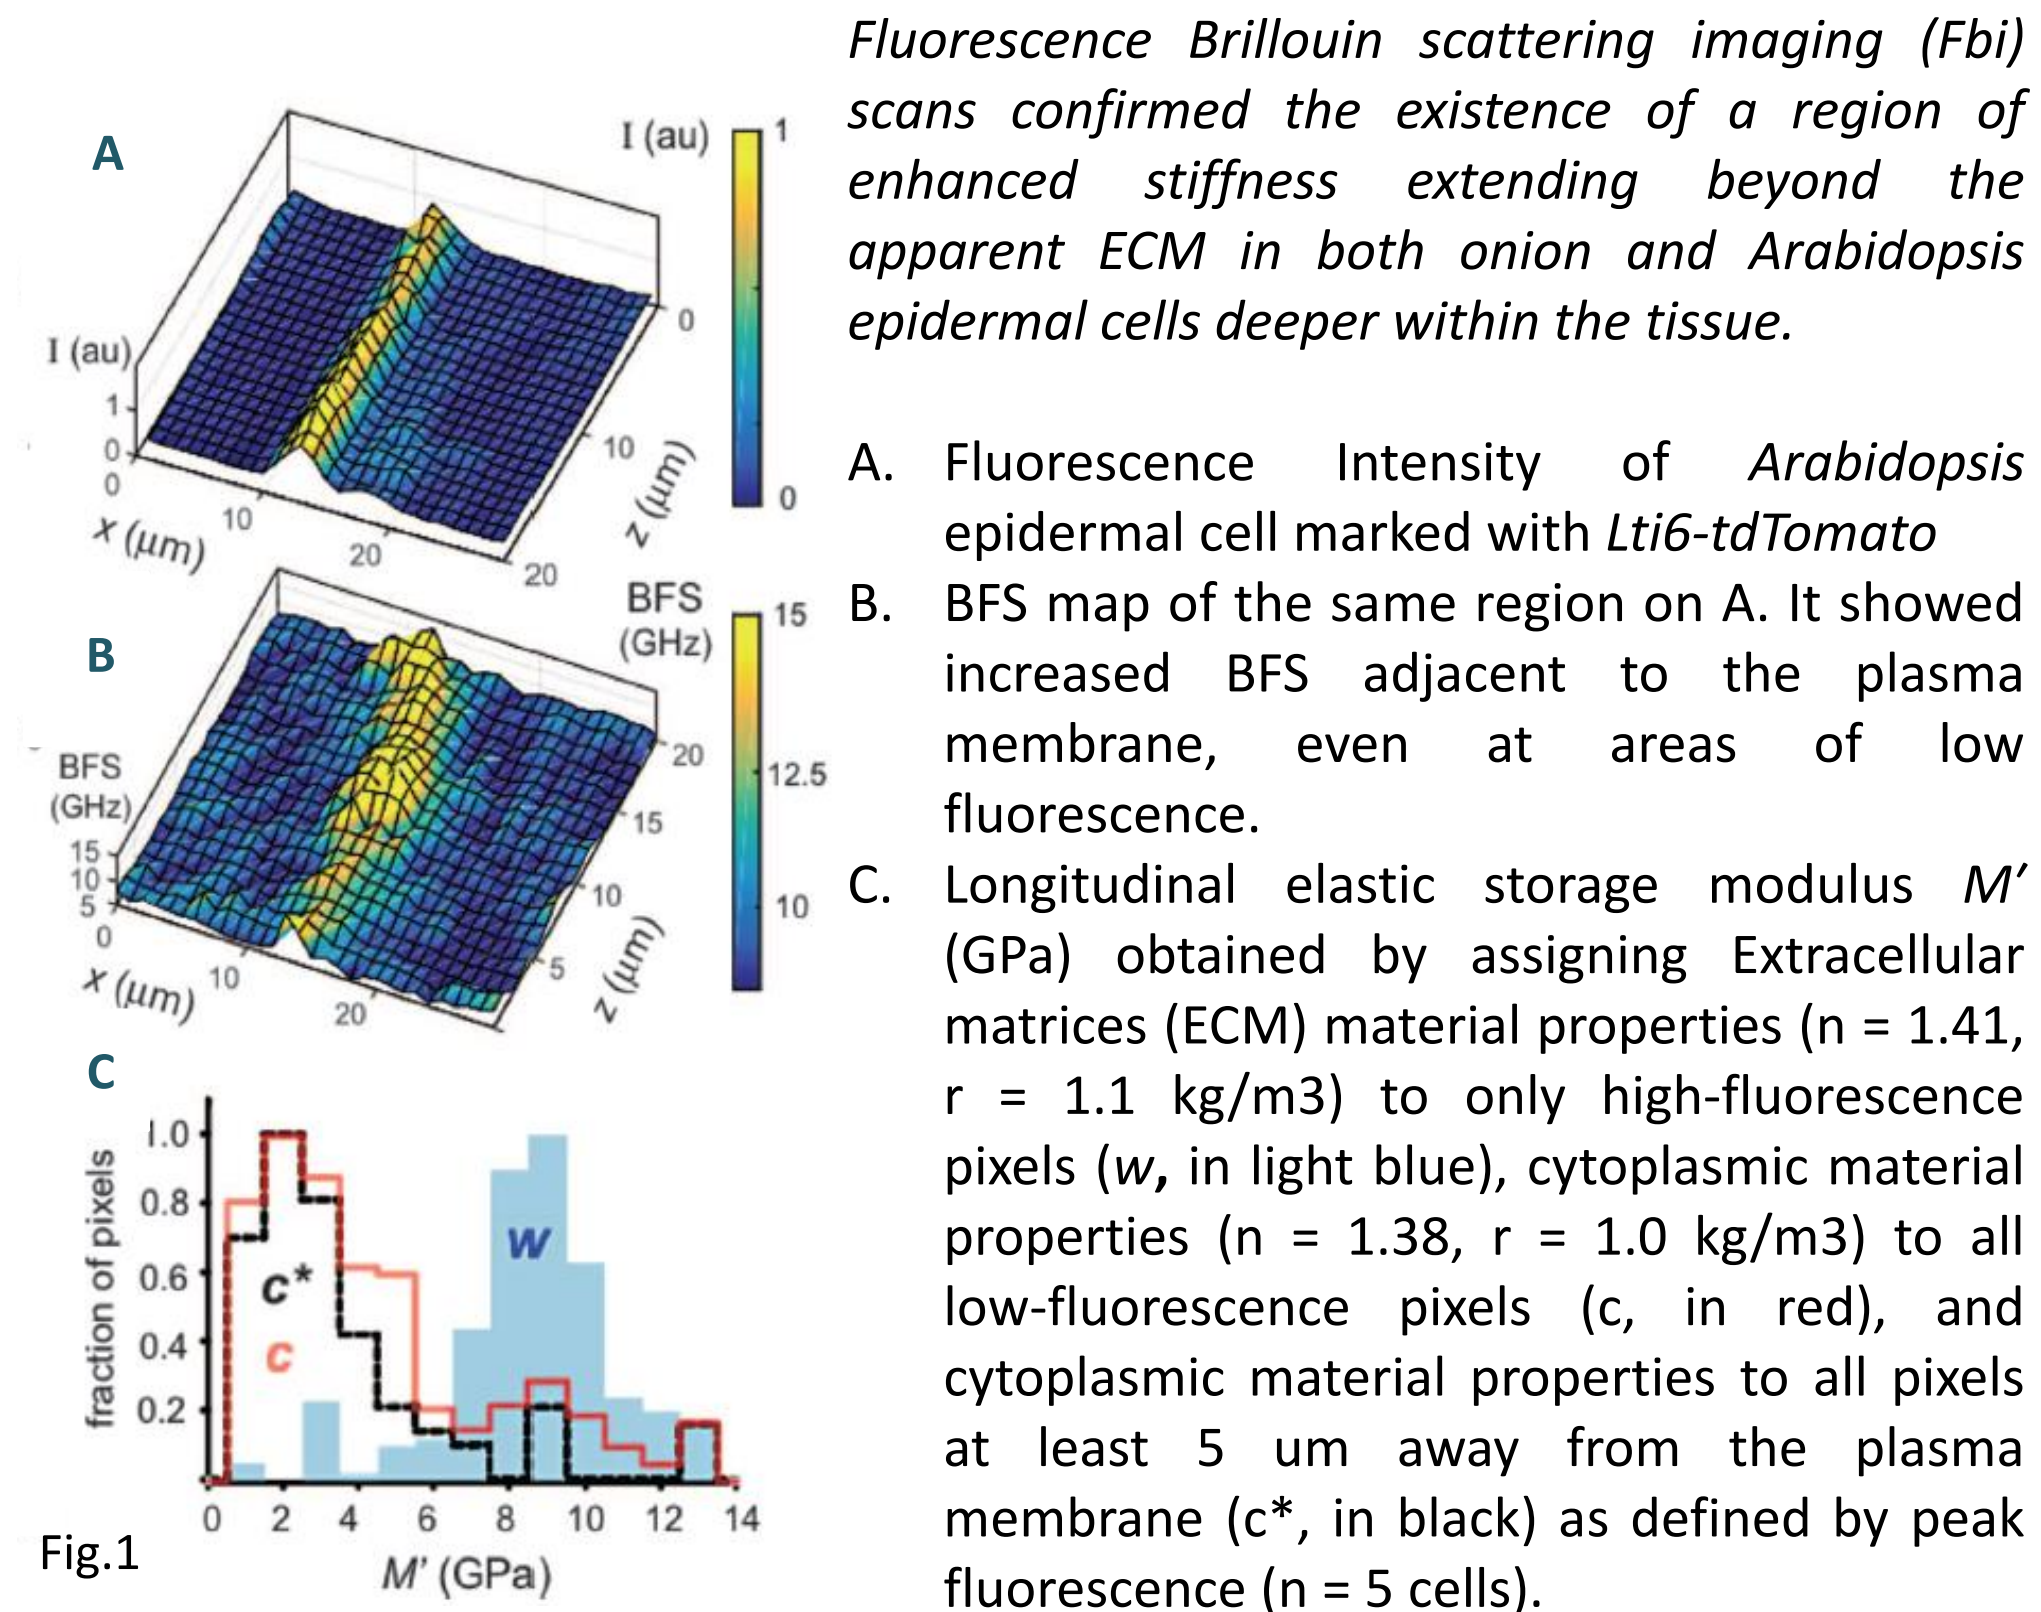 Fluorescence Brillouin scattering imaging (Fbi)
scans confirmed the existence of a region of
enhanced stiffness extending beyond the
apparent ECM in both onion and Arabidopsis
epidermal cells deeper within the tissue.
A
I (au)
1
0
I (au)
1
0
0
10
20
x (µm)
0
10
20
z (µm)
B
BFS
(GHz)
15
12.5
10
BFS
(GHz)
15
10
5
0
10
20
x (µm)
20
15
10
5
z (µm)
C
1.0
0.8
0.6
0.4
0.2
fraction of pixels
w
c*
c
0 2 4 6 8 10 12 14
M' (GPa)
Fig.1
A. Fluorescence Intensity of Arabidopsis
epidermal cell marked with Lti6-tdTomato
B. BFS map of the same region on A. It showed
increased BFS adjacent to the plasma
membrane, even at areas of low
fluorescence.
C. Longitudinal elastic storage modulus M′
(GPa) obtained by assigning Extracellular
matrices (ECM) material properties (n = 1.41,
r = 1.1 kg/m3) to only high-fluorescence
pixels (w, in light blue), cytoplasmic material
properties (n = 1.38, r = 1.0 kg/m3) to all
low-fluorescence pixels (c, in red), and
cytoplasmic material properties to all pixels
at least 5 um away from the plasma
membrane (c*, in black) as defined by peak
fluorescence (n = 5 cells).